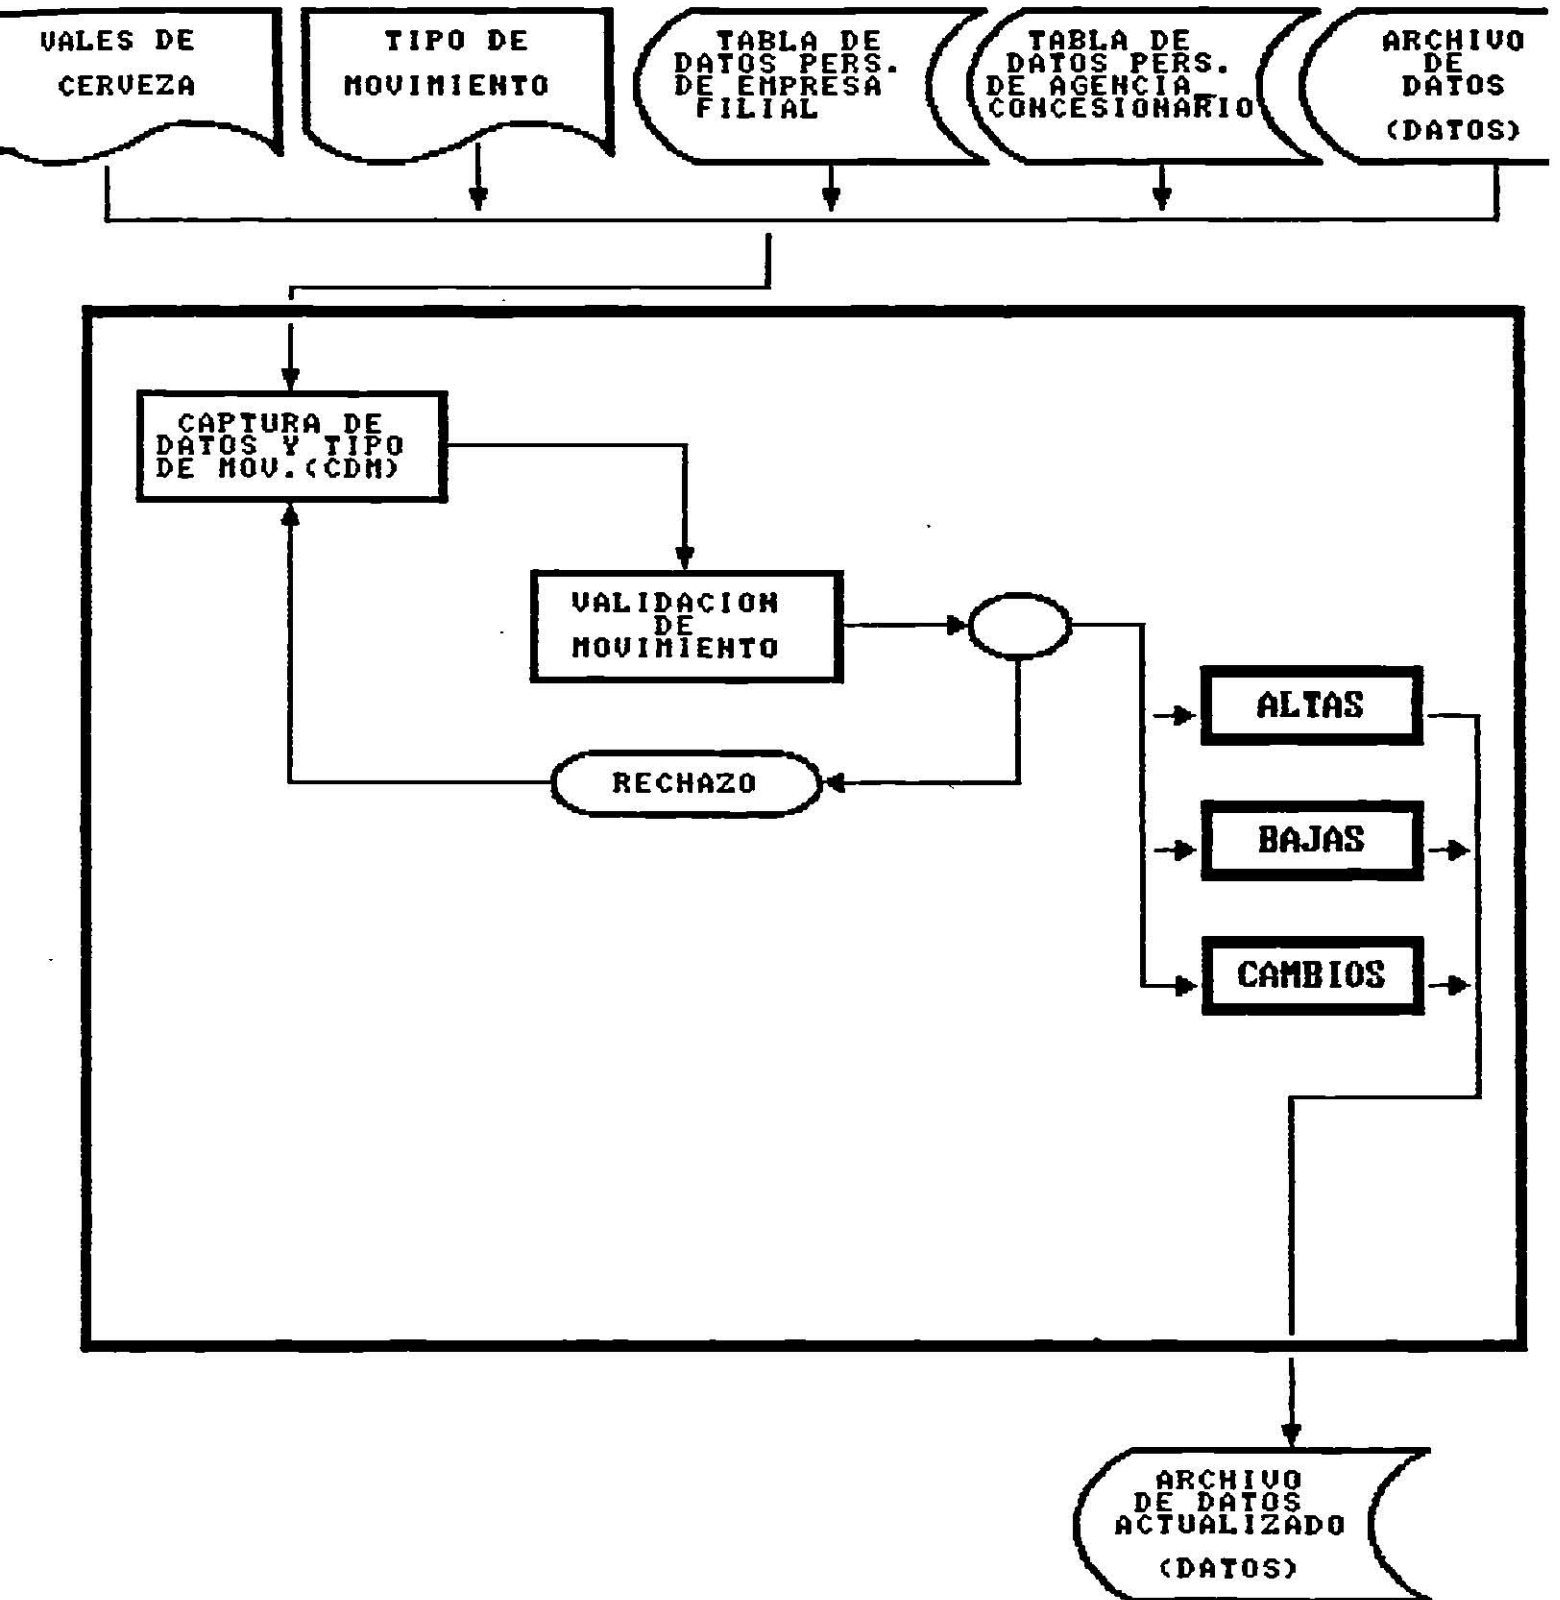 VALES DE
CERVEZA
TIPO DE
MOVIMIENTO
TABLA DE
DATOS PERS.
DE EMPRESA
FILIAL
TABLA DE
DATOS PERS.
DE AGENCIA_
CONCESIONARIO
ARCHIVO
DE
DATOS
(DATOS)
CAPTURA DE
DATOS Y TIPO
DE MOV.(CDM)
VALIDACION
DE
MOVIMIENTO
RECHAZO
ALTAS
BAJAS
CAMBIOS
ARCHIVO
DE DATOS
ACTUALIZADO
(DATOS)